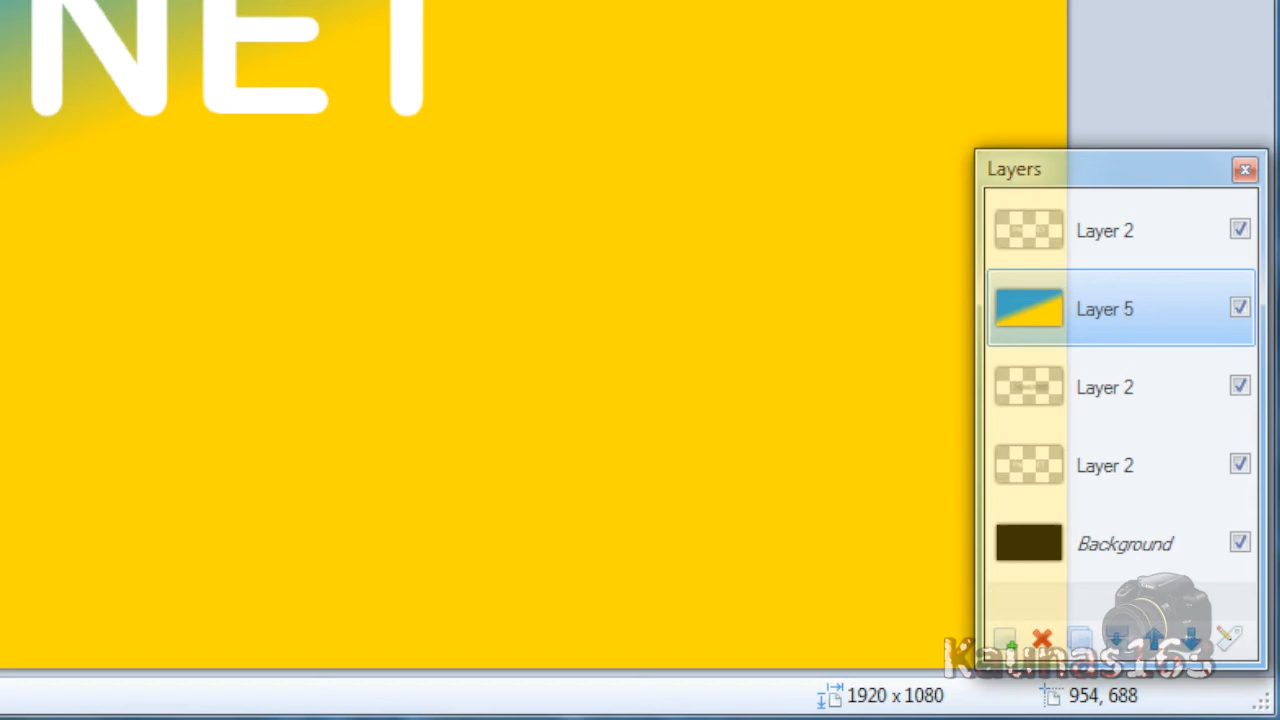 NET
Layers
Layer 2
Layer 5
Layer 2
Layer 2
Background
Kaunas163
1920 x 1080
954, 688